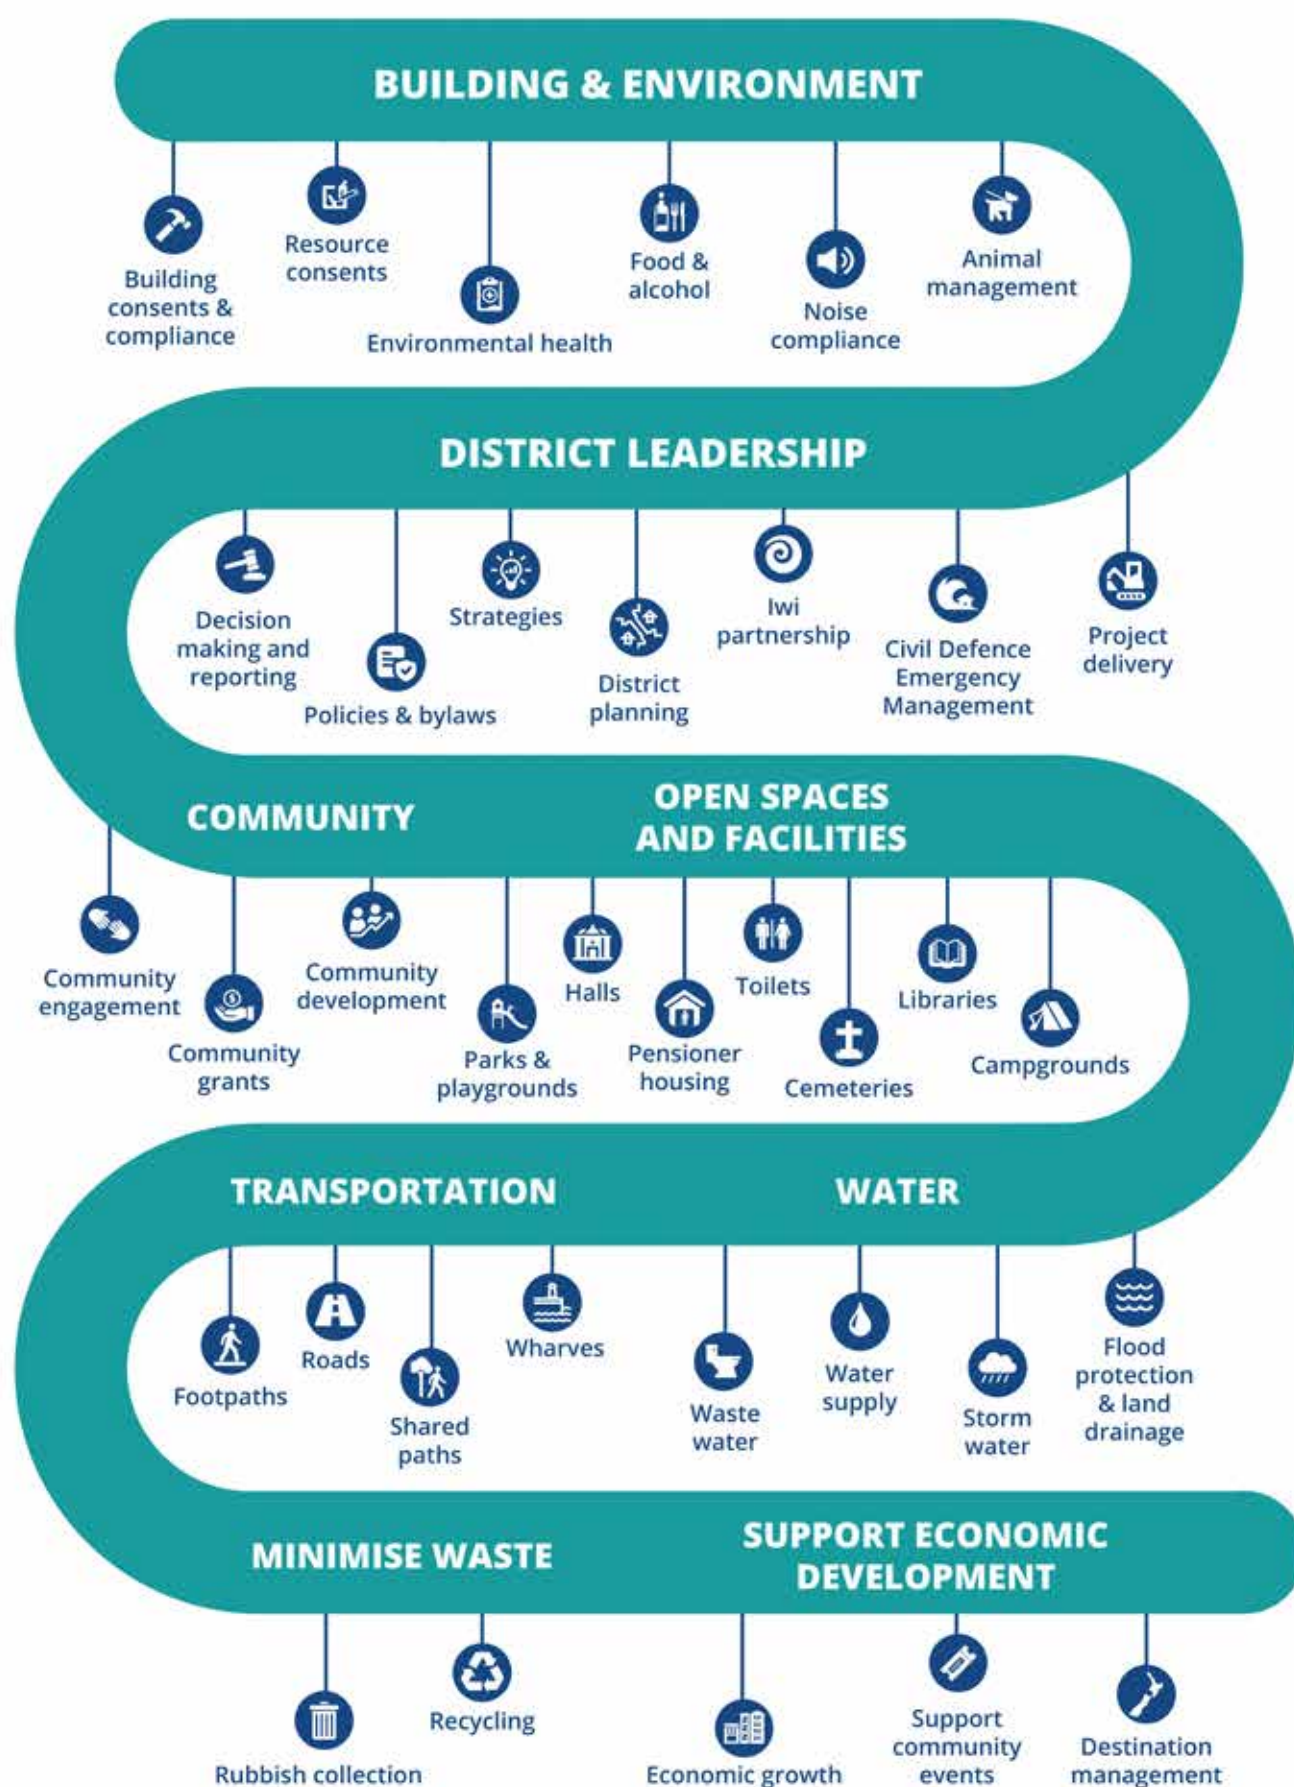 BUILDING & ENVIRONMENT
Building
consents &
compliance
Resource
consents
Environmental health
Food &
alcohol
Noise
compliance
Animal
management
DISTRICT LEADERSHIP
Decision
making and
reporting
Policies & bylaws
Strategies
District
planning
Iwi
partnership
Civil Defence
Emergency
Management
Project
delivery
COMMUNITY
OPEN SPACES
AND FACILITIES
Community
engagement
Community
grants
Community
development
Parks &
playgrounds
Halls
Pensioner
housing
Toilets
Cemeteries
Libraries
Campgrounds
TRANSPORTATION
WATER
Footpaths
Roads
Shared
paths
Wharves
Waste
water
Water
supply
Storm
water
Flood
protection
& land
drainage
MINIMISE WASTE
SUPPORT ECONOMIC
DEVELOPMENT
Rubbish collection
Recycling
Economic growth
Support
community
events
Destination
management